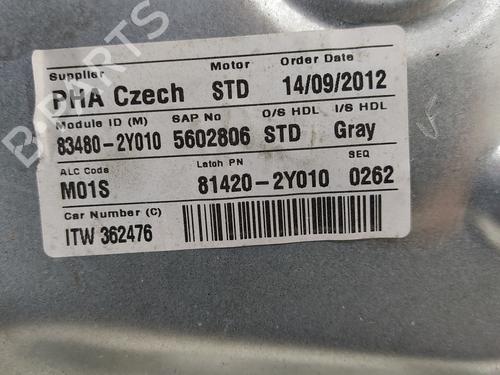 Supplier Motor Order Date
PHA Czech STD 14/09/2012
Module ID (M) SAP No O/S HDL I/S HDL
83480-2Y010 5602806 STD Gray
ALC Code Latch PN SEQ
M01S 81420-2Y010 0262
Car Number (C)
ITW 362476
B-PARTS